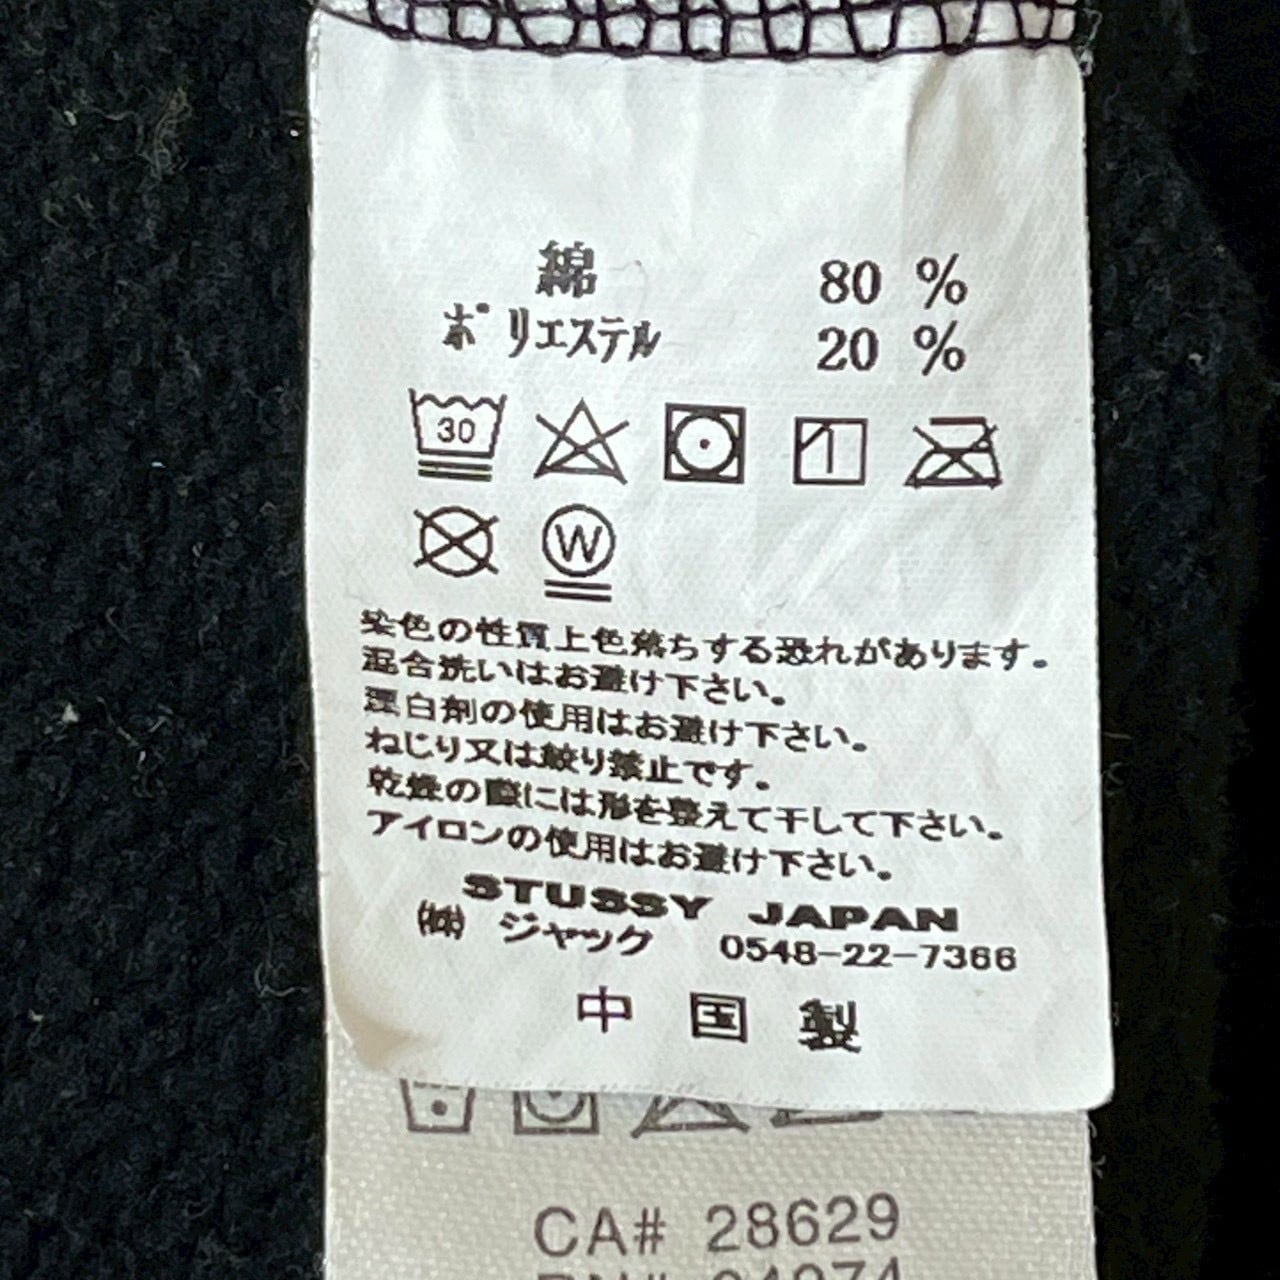 綿 80 %
ポリエステル 20 %
30
W
染色の性質上色落ちする恐れがあります。
混合洗いはお避け下さい。
漂白剤の使用はお避け下さい。
ねじり又は絞り禁止です。
乾燥の際には形を整えて干して下さい。
アイロンの使用はお避け下さい。
STUSSY JAPAN
㈱ ジャック 0548-22-7366
中国製
CA# 28629